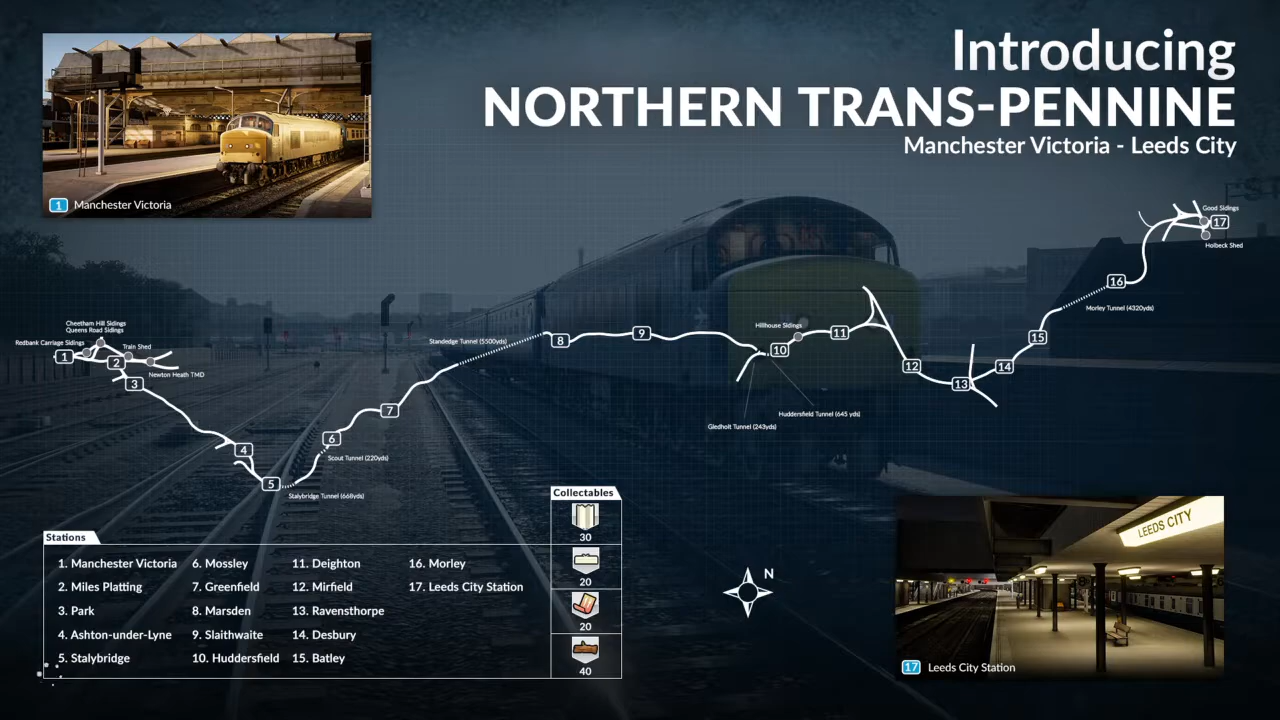 Introducing
NORTHERN TRANS-PENNINE
Manchester Victoria - Leeds City
1 Manchester Victoria
Good Sidings
17
Holbeck Shed
16
Morley Tunnel (4320yds)
Cheetham Hill Sidings
Queens Road Sidings
Redbank Carriage Sidings
Train Shed
1
2
Newton Heath TMD
3
Standedge Tunnel (5500yds)
8
9
Hillhouse Sidings
10
11
15
12
14
13
7
Huddersfield Tunnel (645 yds)
Gledholt Tunnel (243yds)
6
4
Scout Tunnel (220yds)
5
Stalybridge Tunnel (668yds)
Collectables
30
20
20
40
Stations
1. Manchester Victoria
2. Miles Platting
3. Park
4. Ashton-under-Lyne
5. Stalybridge
6. Mossley
7. Greenfield
8. Marsden
9. Slaithwaite
10. Huddersfield
11. Deighton
12. Mirfield
13. Ravensthorpe
14. Desbury
15. Batley
16. Morley
17. Leeds City Station
N
LEEDS CITY
17 Leeds City Station